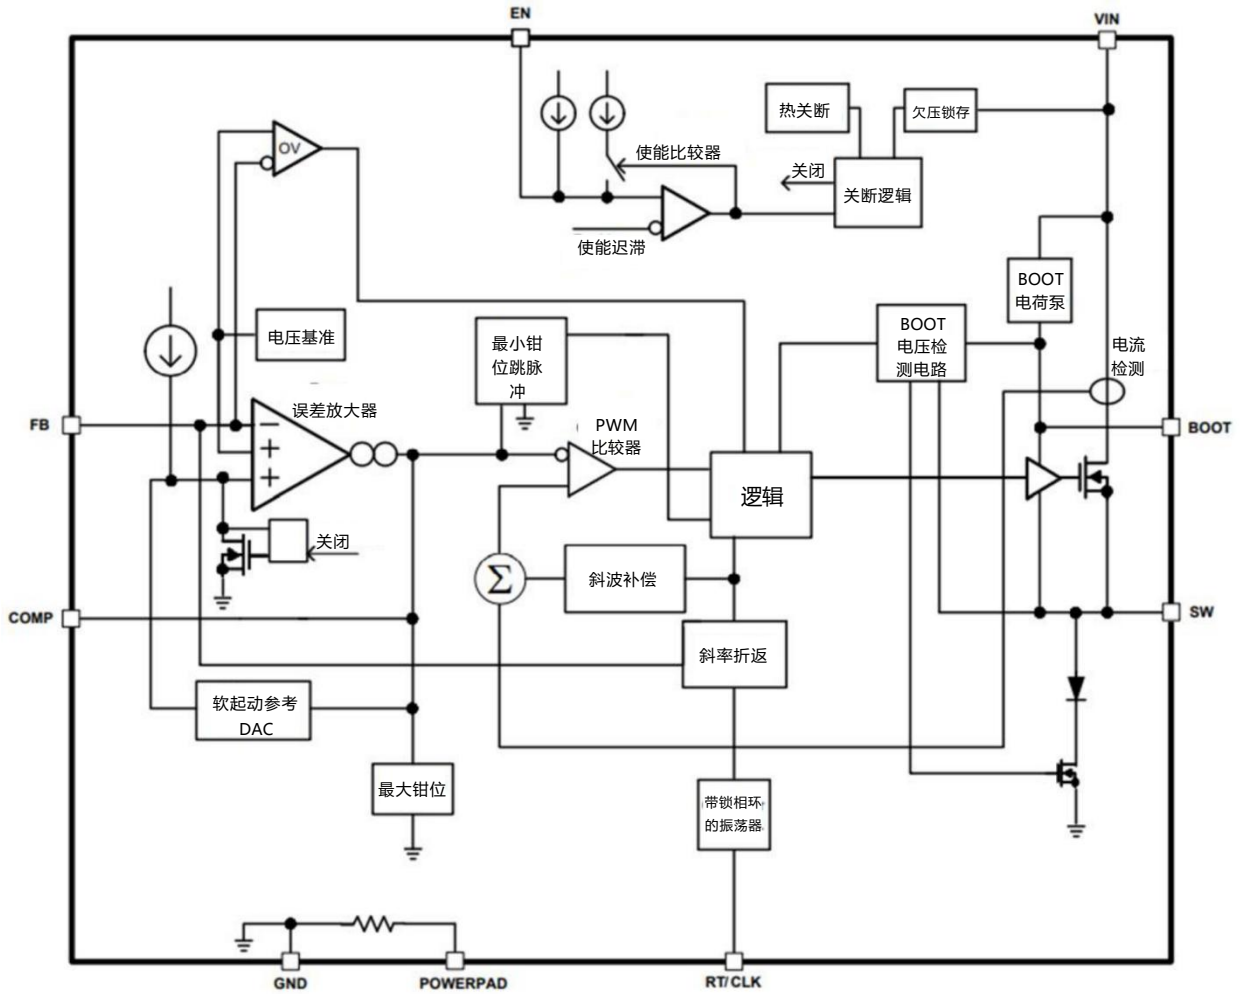 EN
VIN
热关断
欠压锁存
OV
使能比较器
关闭
关断逻辑
使能迟滞
BOOT
电荷泵
电压基准
最小钳
位跳脉
冲
BOOT
电压检
测电路
电流
检测
误差放大器
PWM
比较器
FB
BOOT
−
+
+
逻辑
关闭
Σ
斜波补偿
COMP
SW
斜率折返
软起动参考
DAC
最大钳位
带锁相环
的振荡器
GND
POWERPAD
RT/CLK